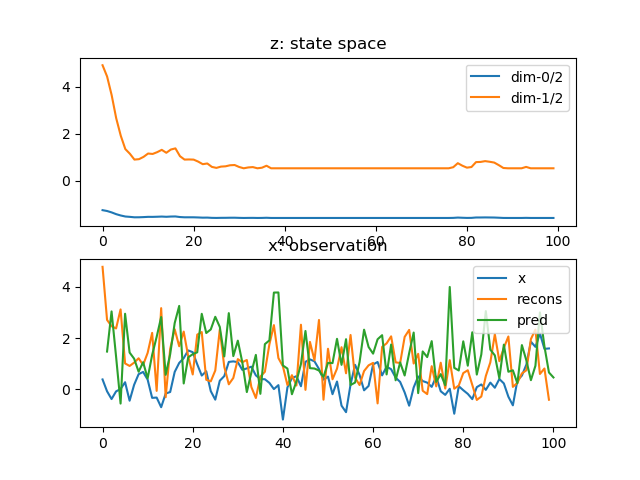 z: state space
dim-0/2
dim-1/2
4
2
0
0 20 40 60 80 100
x: observation
x
recons
pred
4
2
0
0 20 40 60 80 100